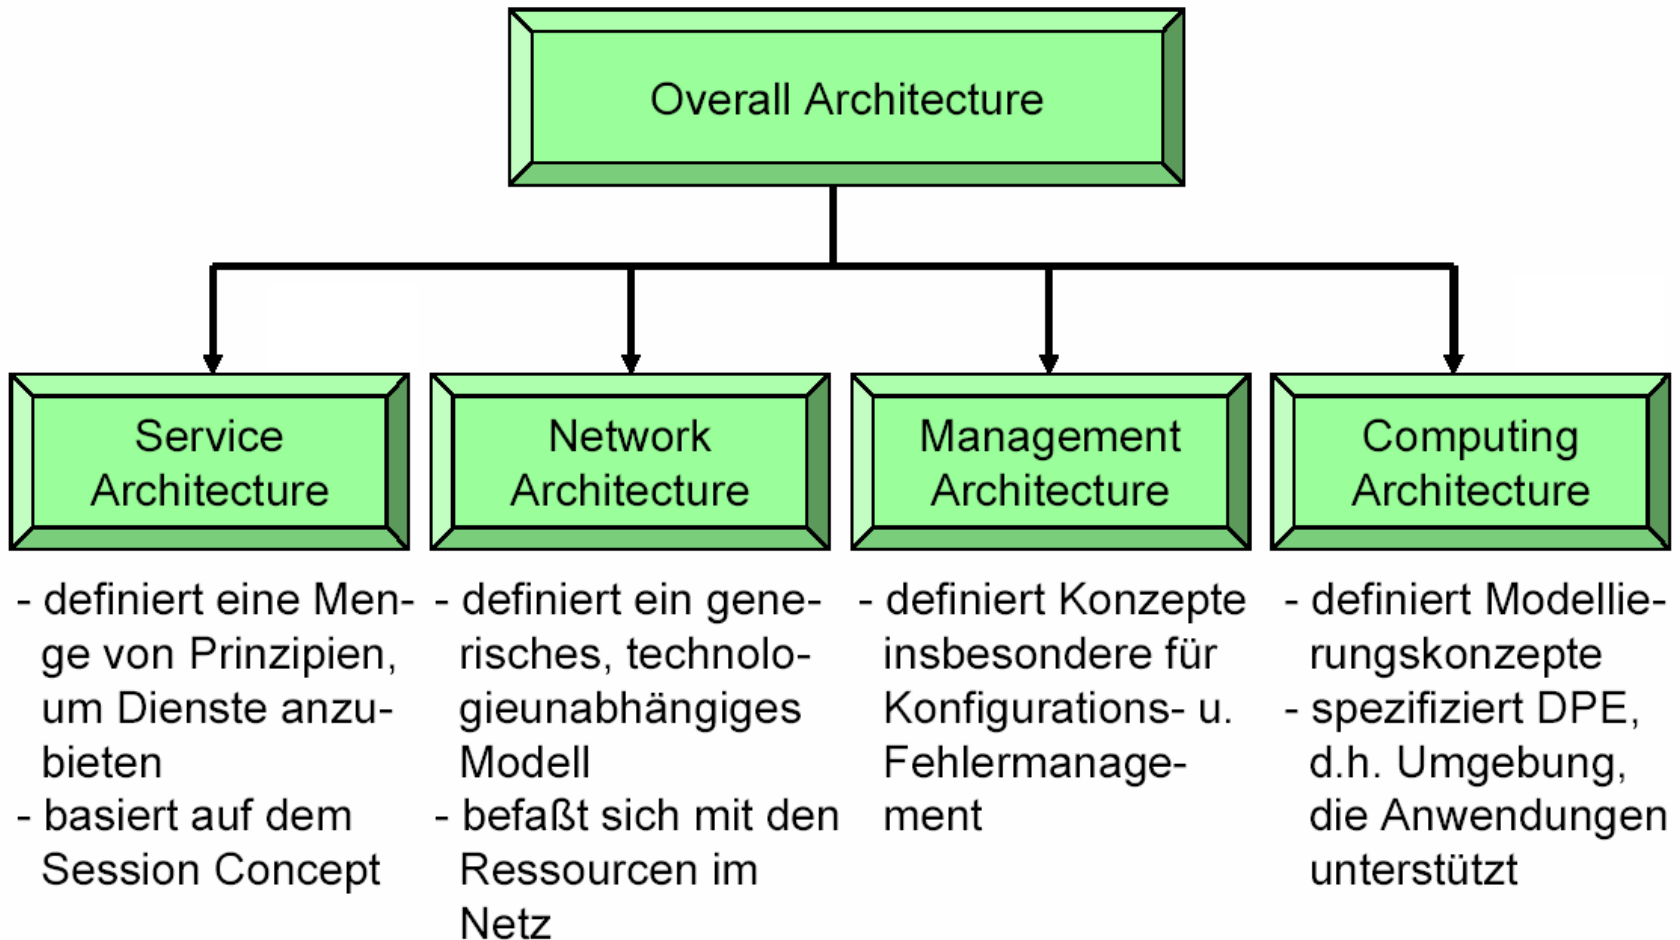 Overall Architecture
Service
Architecture
- definiert eine Men-
ge von Prinzipien,
um Dienste anzu-
bieten
- basiert auf dem
Session Concept
Network
Architecture
- definiert ein gene-
risches, technolo-
gieunabhängiges
Modell
- befaßt sich mit den
Ressourcen im
Netz
Management
Architecture
- definiert Konzepte
insbesondere für
Konfigurations- u.
Fehlermanage-
ment
Computing
Architecture
- definiert Modellie-
rungskonzepte
- spezifiziert DPE,
d.h. Umgebung,
die Anwendungen
unterstützt